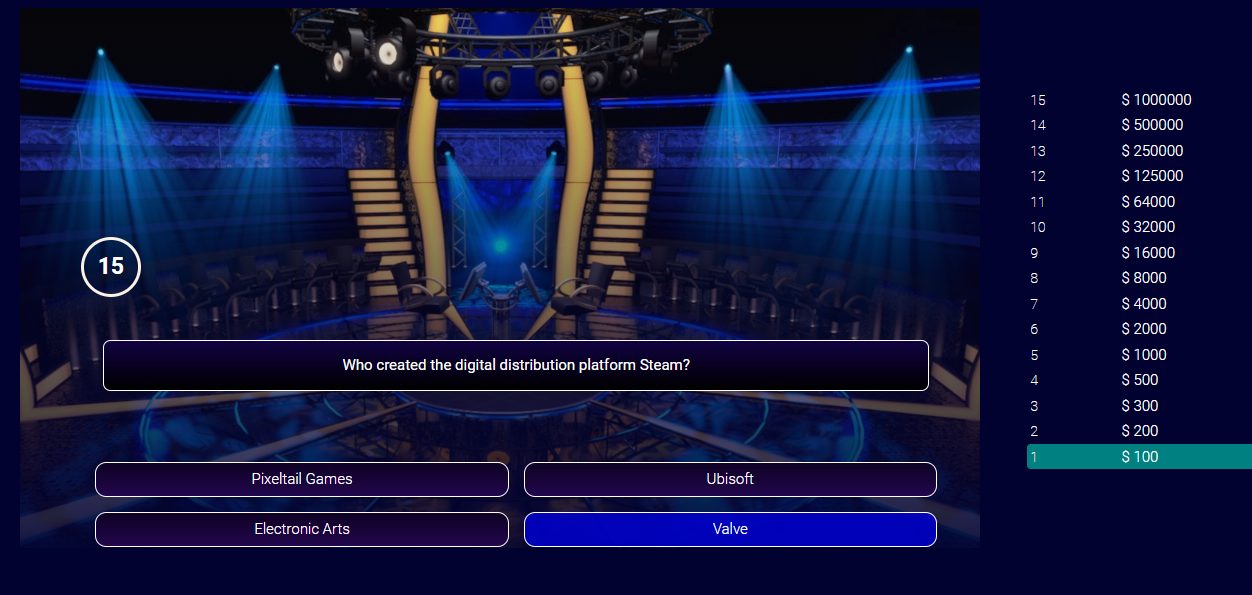 15
Who created the digital distribution platform Steam?
Pixeltail Games
Ubisoft
Electronic Arts
Valve
15 $ 1000000
14 $ 500000
13 $ 250000
12 $ 125000
11 $ 64000
10 $ 32000
9 $ 16000
8 $ 8000
7 $ 4000
6 $ 2000
5 $ 1000
4 $ 500
3 $ 300
2 $ 200
1 $ 100